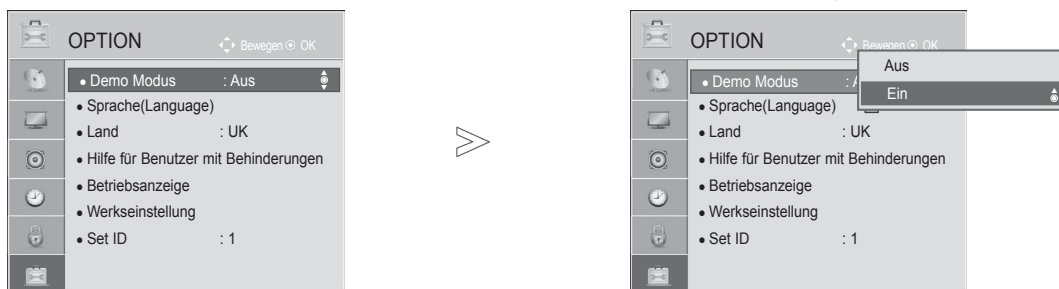 OPTION
Bewegen OK
• Demo Modus : Aus
• Sprache(Language)
• Land : UK
• Hilfe für Benutzer mit Behinderungen
• Betriebsanzeige
• Werkseinstellung
• Set ID : 1
OPTION
Bewegen OK
Aus
• Demo Modus
Ein
• Sprache(Language)
• Land : UK
• Hilfe für Benutzer mit Behinderungen
• Betriebsanzeige
• Werkseinstellung
• Set ID : 1